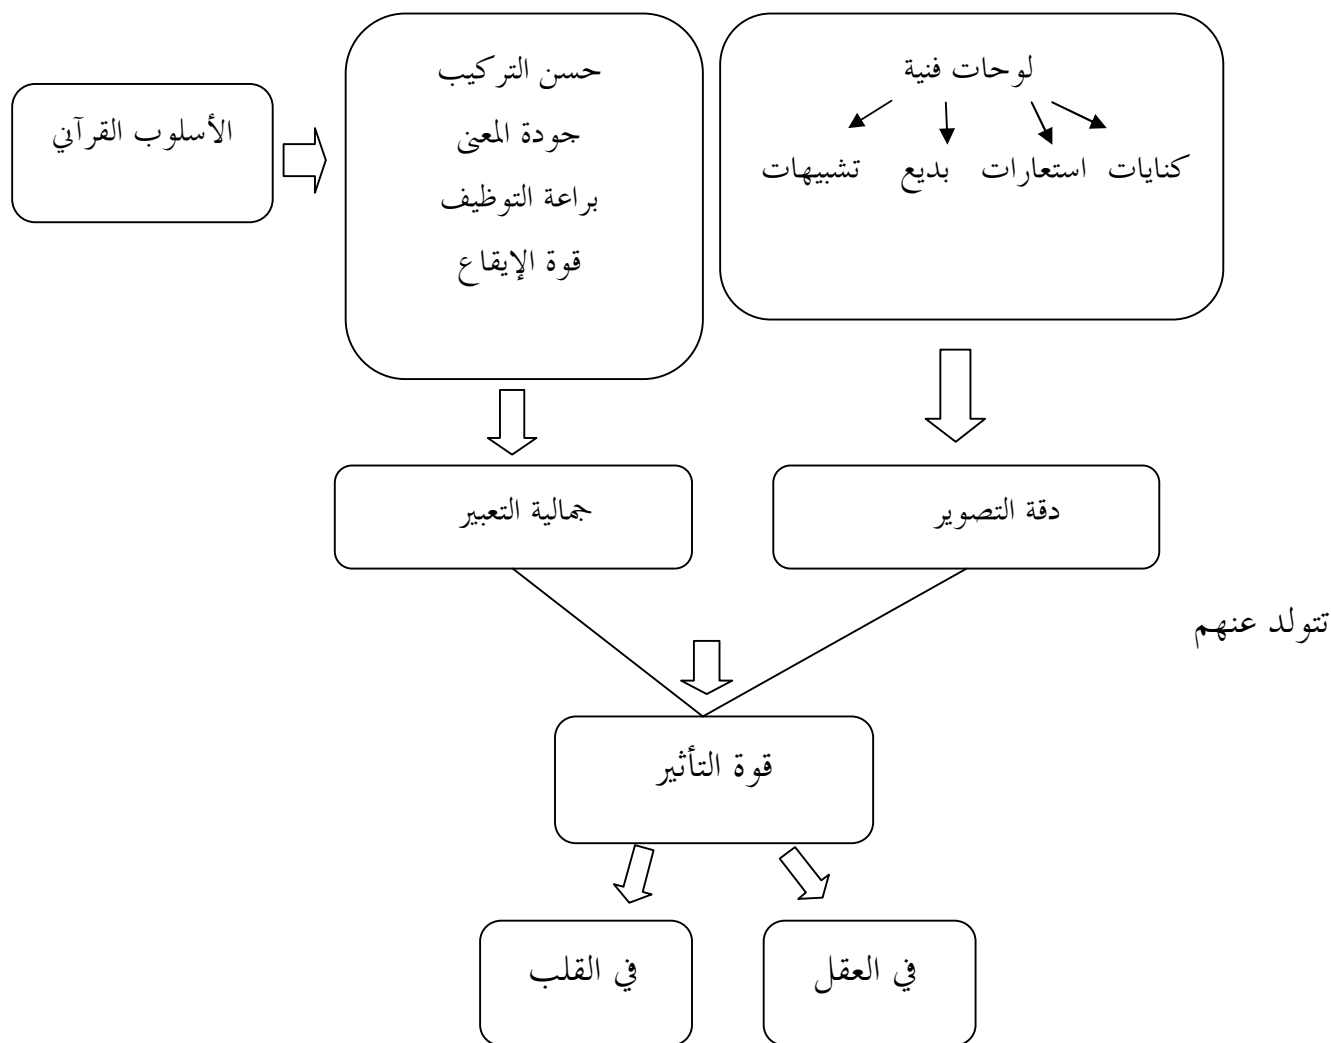 لوحات فنية
كنايات استعارات بديع تشبيهات
حسن التركيب
جودة المعنى
براعة التوظيف
قوة الإيقاع
الأسلوب القرآني
دقة التصوير
جمالية التعبير
تتولد عنهم
قوة التأثير
في العقل
في القلب